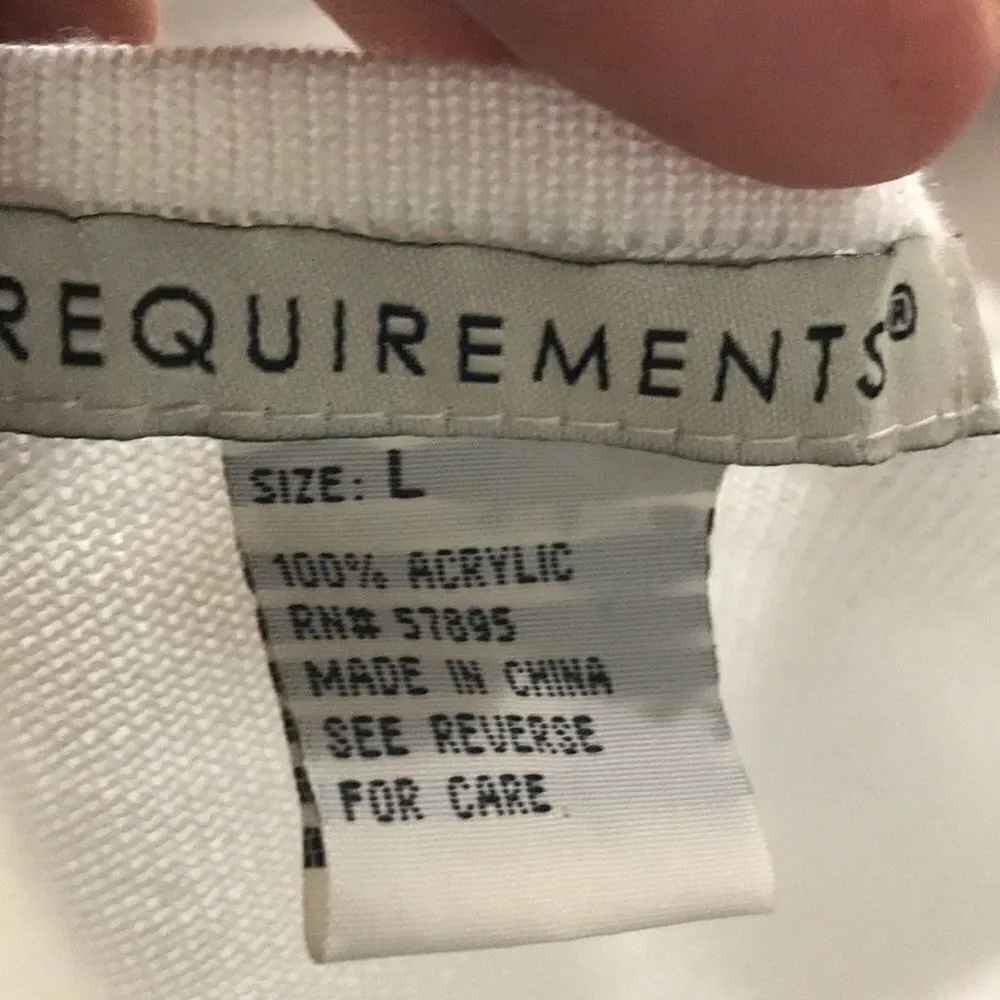 REQUIREMENTS®
SIZE: L
100% ACRYLIC
RN# 57895
MADE IN CHINA
SEE REVERSE
FOR CARE